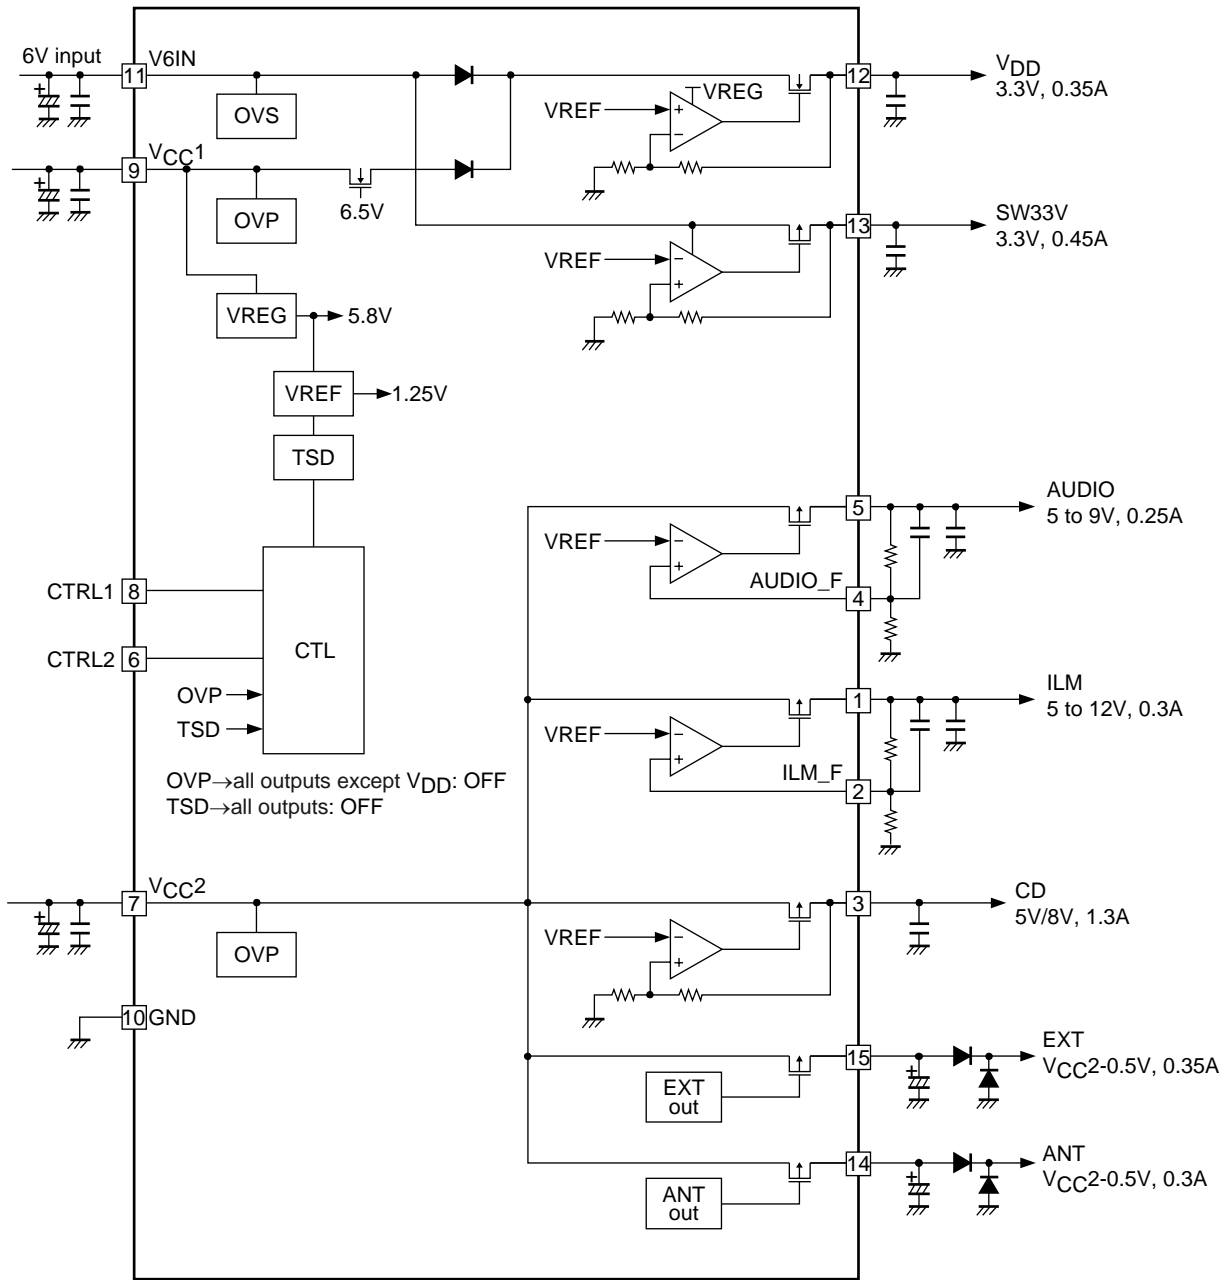 6V input
11
V6IN
OVS
VREF
+
−
VREG
12
VDD
3.3V, 0.35A
+
9
VCC1
+
OVP
6.5V
VREF
−
+
13
SW33V
3.3V, 0.45A
VREG
5.8V
VREF
1.25V
TSD
VREF
−
+
5
AUDIO
5 to 9V, 0.25A
AUDIO_F
4
CTRL1
8
CTRL2
6
CTL
OVP
TSD
OVP→all outputs except VDD: OFF
TSD→all outputs: OFF
VREF
−
+
1
ILM
5 to 12V, 0.3A
ILM_F
2
7
VCC2
+
OVP
VREF
−
+
3
CD
5V/8V, 1.3A
10
GND
EXT
out
15
+
EXT
VCC2-0.5V, 0.35A
ANT
out
14
+
ANT
VCC2-0.5V, 0.3A